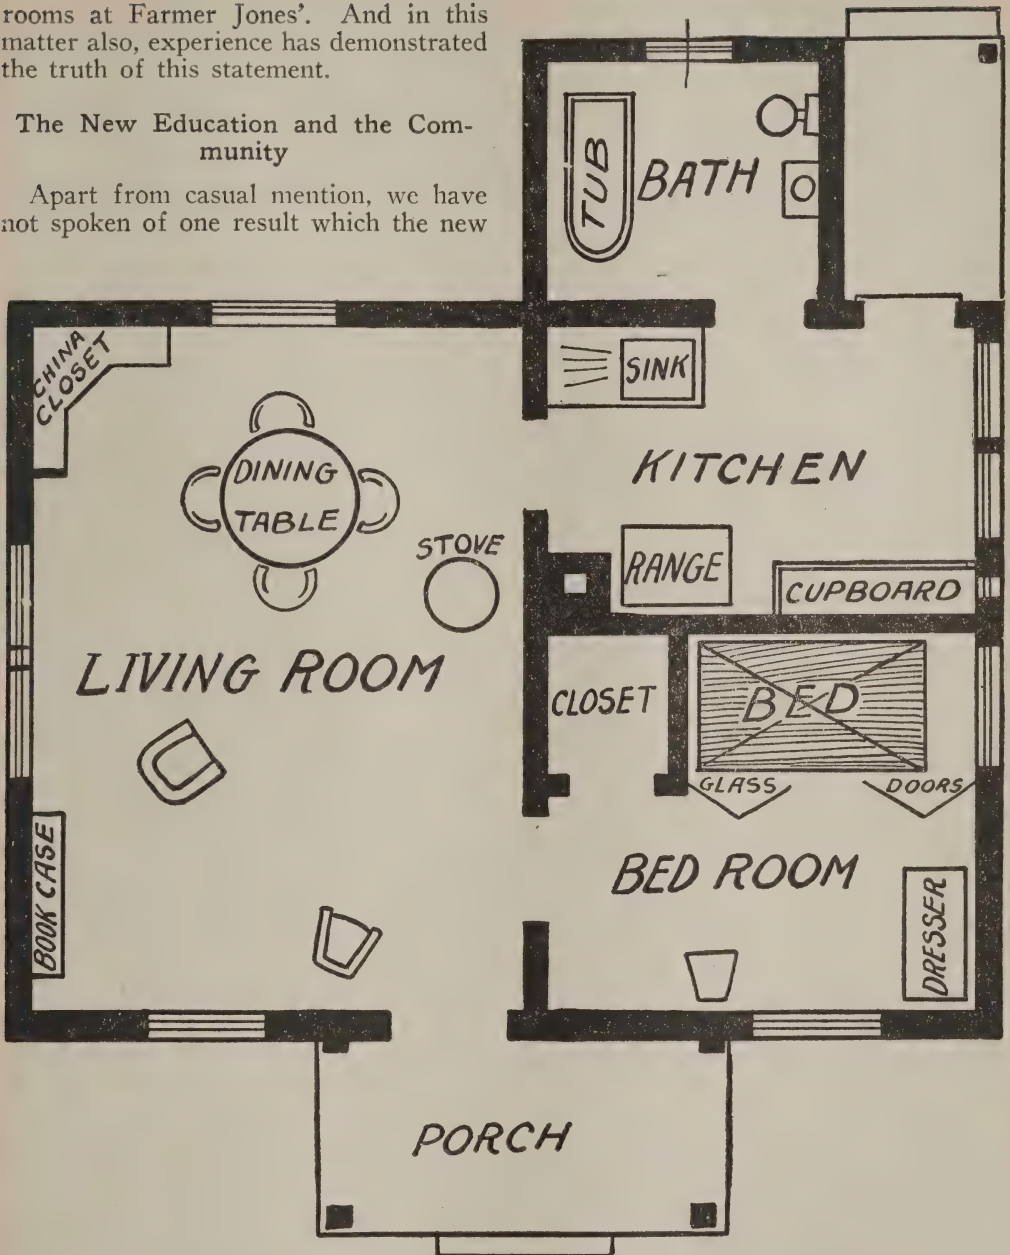 rooms at Farmer Jones'. And in this
matter also, experience has demonstrated
the truth of this statement.
The New Education and the Com-
munity
Apart from casual mention, we have
not spoken of one result which the new
TUB
BATH
CHINA
CLOSET
SINK
DINING
TABLE
KITCHEN
STOVE
RANGE
CUPBOARD
LIVING ROOM
CLOSET
BED
GLASS DOORS
BOOK CASE
BED ROOM
DRESSER
PORCH